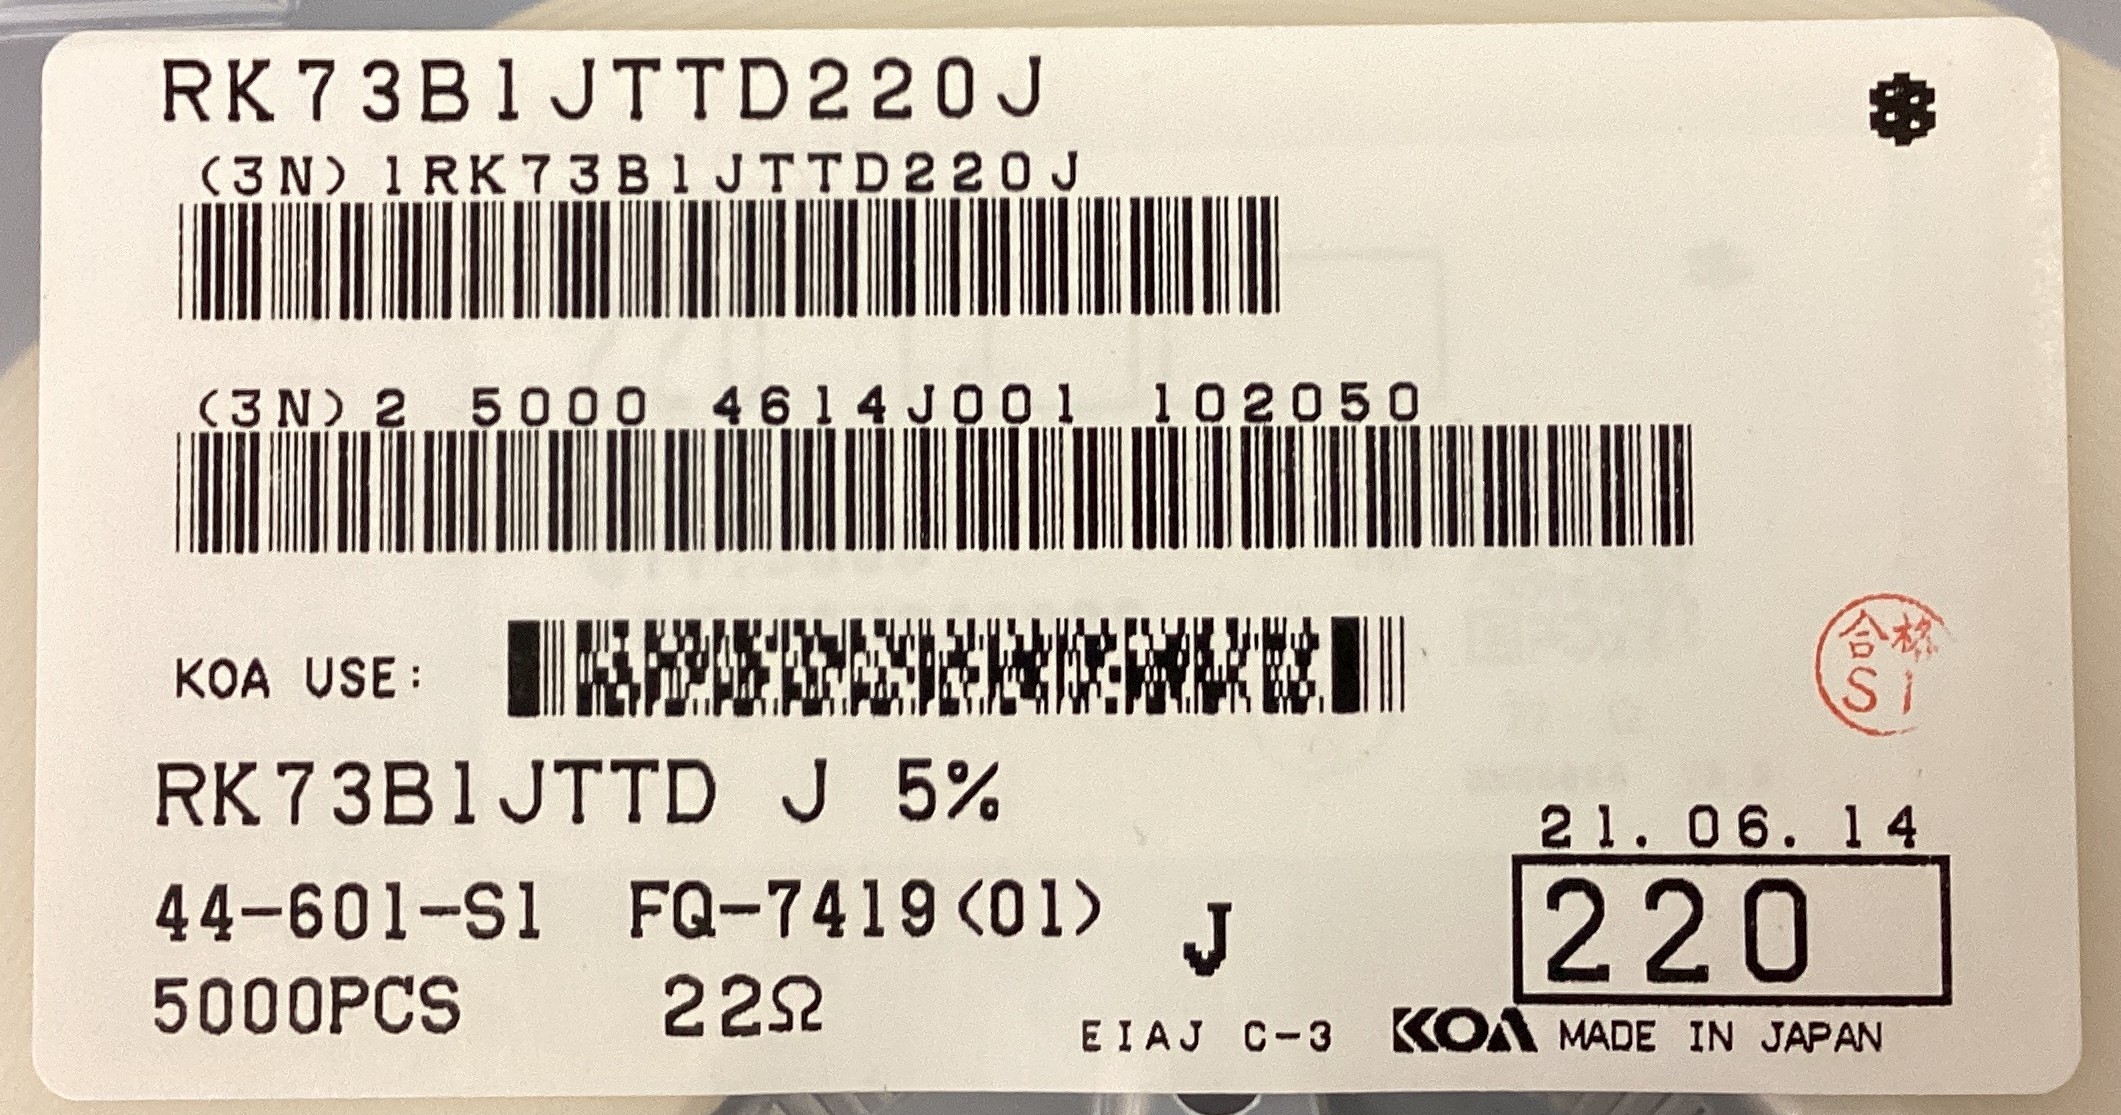 RK73B1JTTD220J
(3N) 1RK73B1JTTD220J
(3N) 2 5000 4614J001 102050
KOA USE:
合格
S1
RK73B1JTTD J 5%
21. 06. 14
44-601-S1 FQ-7419(01) J
220
5000PCS 22Ω
EIAJ C-3 KOA MADE IN JAPAN